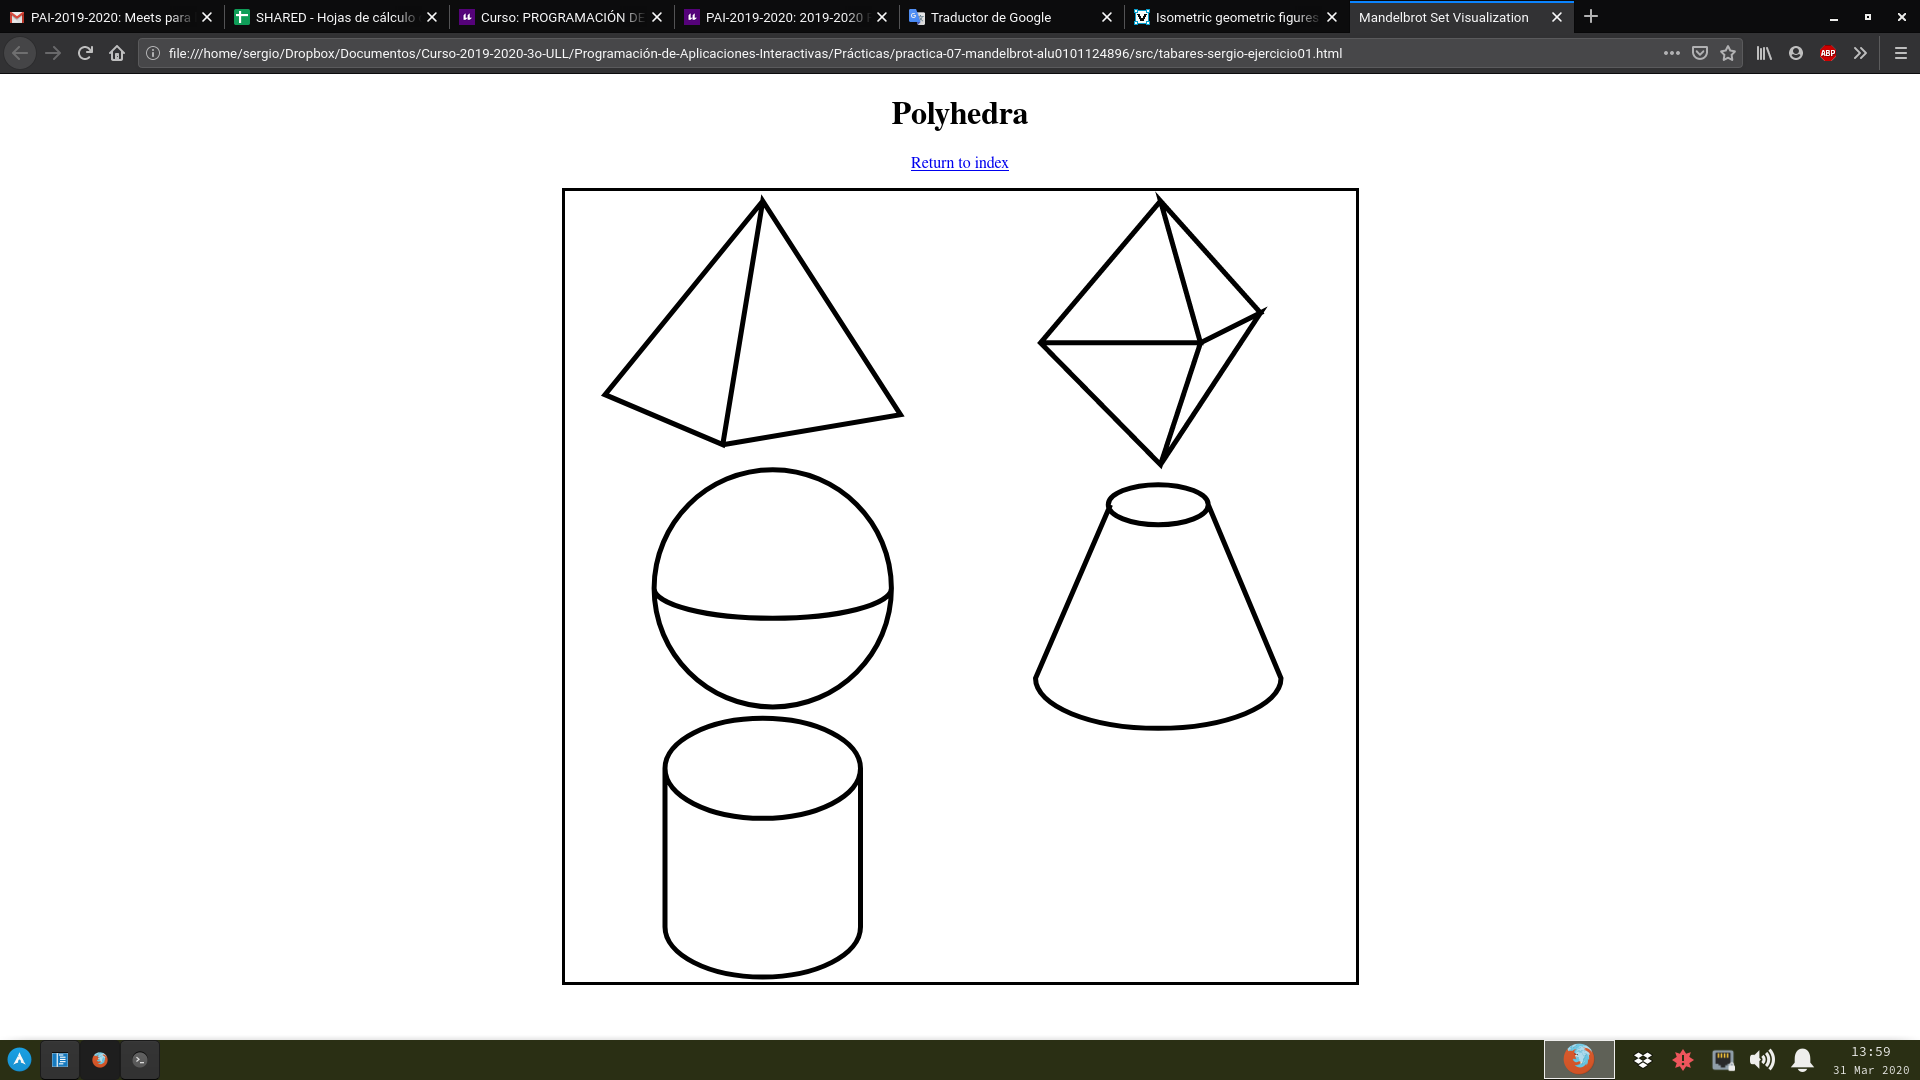 PAI-2019-2020: Meets para
SHARED - Hojas de cálculo
Curso: PROGRAMACIÓN DE
PAI-2019-2020: 2019-2020
Traductor de Google
Isometric geometric figures
Mandelbrot Set Visualization
file:///home/sergio/Dropbox/Documentos/Curso-2019-2020-3o-ULL/Programación-de-Aplicaciones-Interactivas/Prácticas/practica-07-mandelbrot-alu0101124896/src/tabares-sergio-ejercicio01.html
ABP
Polyhedra
Return to index
13:59
31 Mar 2020